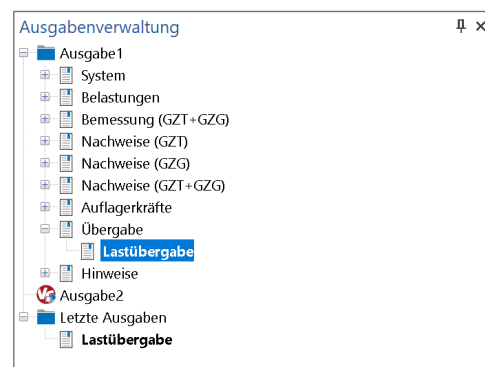 Ausgabenverwaltung
Ausgabe1
System
Belastungen
Bemessung (GZT+GZG)
Nachweise (GZT)
Nachweise (GZG)
Nachweise (GZT+GZG)
Auflagerkräfte
Übergabe
Lastübergabe
Hinweise
Ausgabe2
Letzte Ausgaben
Lastübergabe